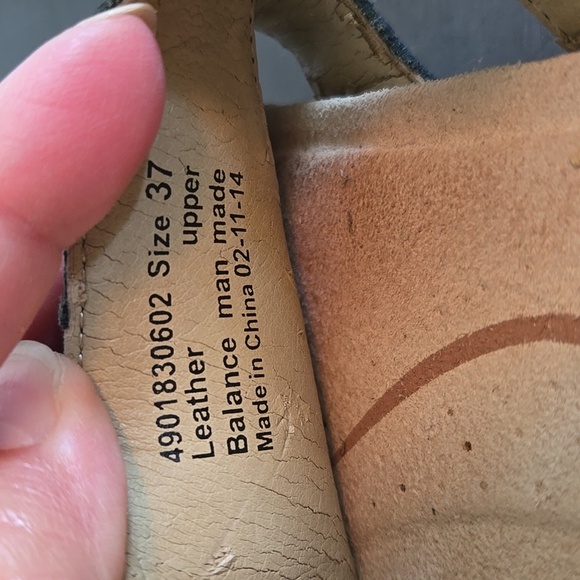 4901830602 Size 37
Leather upper
Balance man made
Made in China 02-11-14